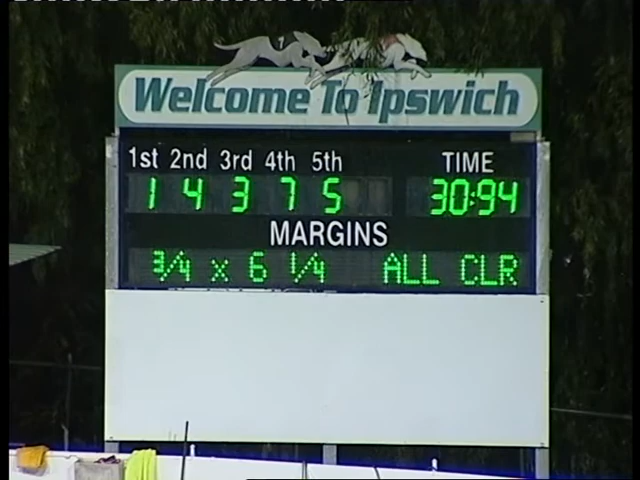 Welcome To Ipswich
1st 2nd 3rd 4th 5th TIME
1 4 3 7 5 30:94
MARGINS
3/4 x 6 1/4 ALL CLR